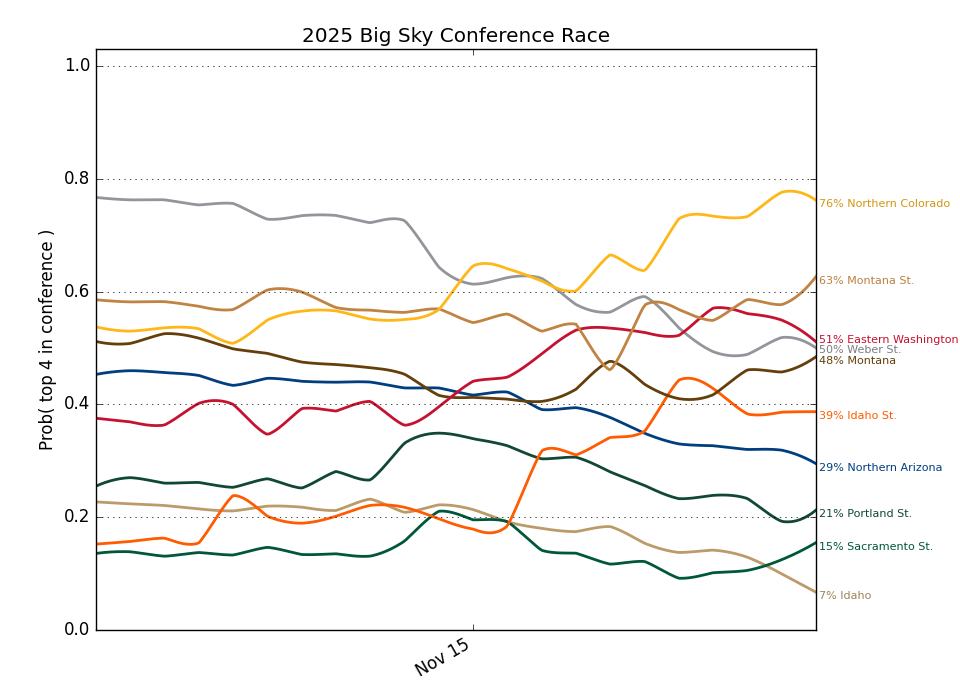 2025 Big Sky Conference Race
1.0
0.8
0.6
0.4
0.2
0.0
Prob( top 4 in conference )
Nov 15
76% Northern Colorado
63% Montana St.
51% Eastern Washington
50% Weber St.
48% Montana
39% Idaho St.
29% Northern Arizona
21% Portland St.
15% Sacramento St.
7% Idaho